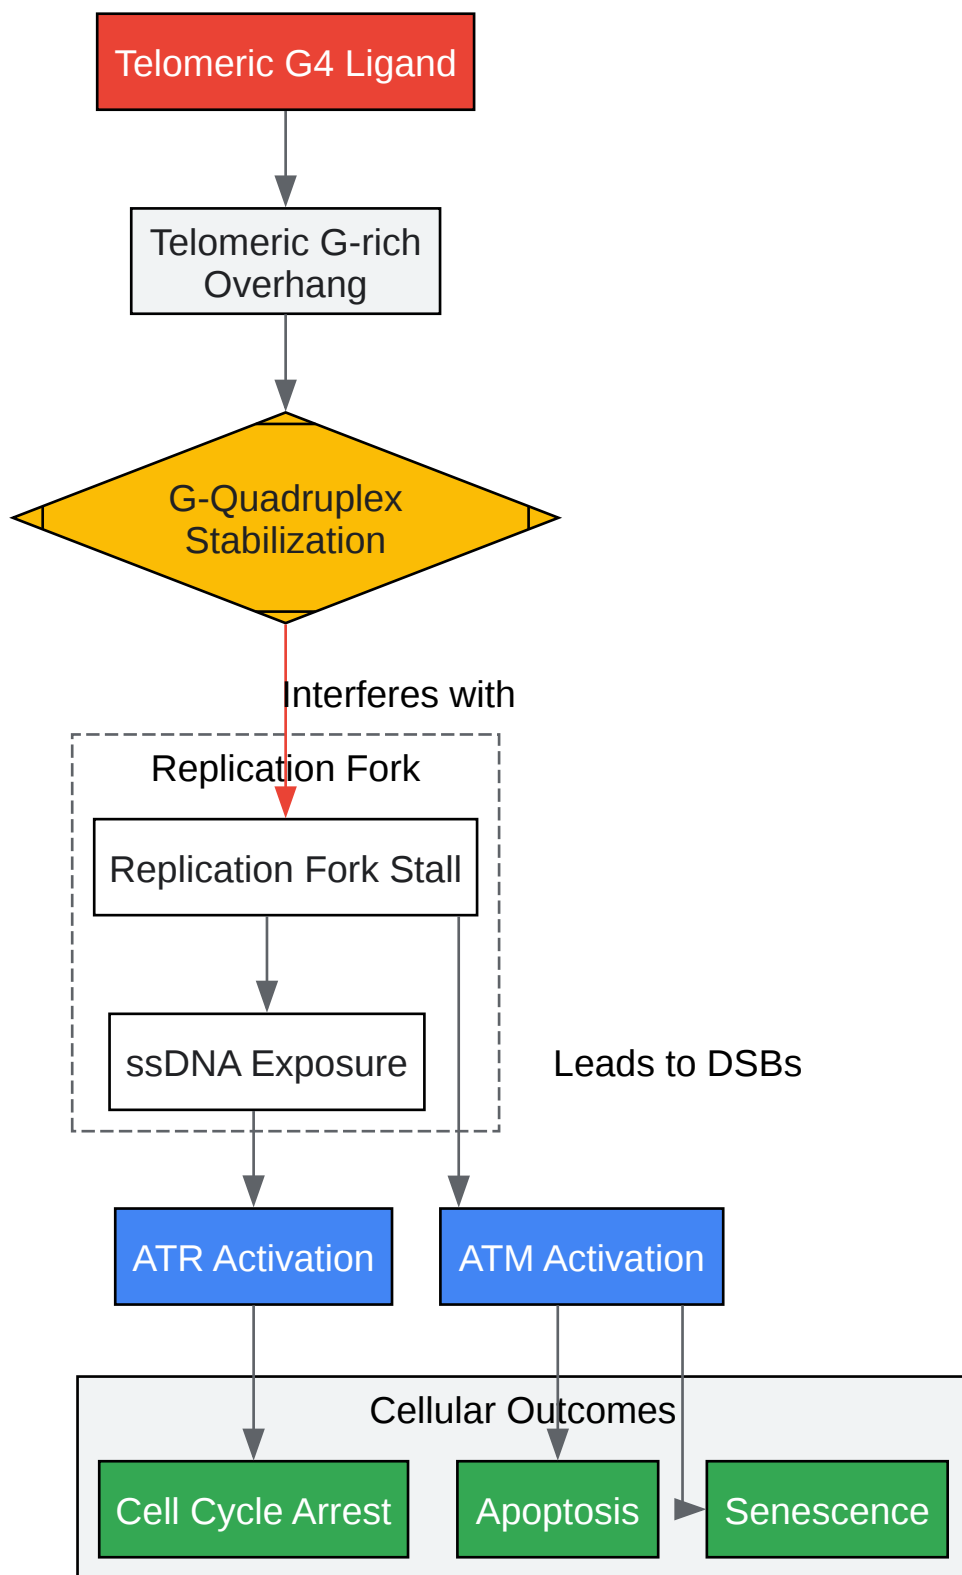 Telomeric G4 Ligand
Telomeric G-rich
Overhang
G-Quadruplex
Stabilization
Interferes with
Replication Fork
Replication Fork Stall
ssDNA Exposure
Leads to DSBs
ATR Activation
ATM Activation
Cellular Outcomes
Cell Cycle Arrest
Apoptosis
Senescence